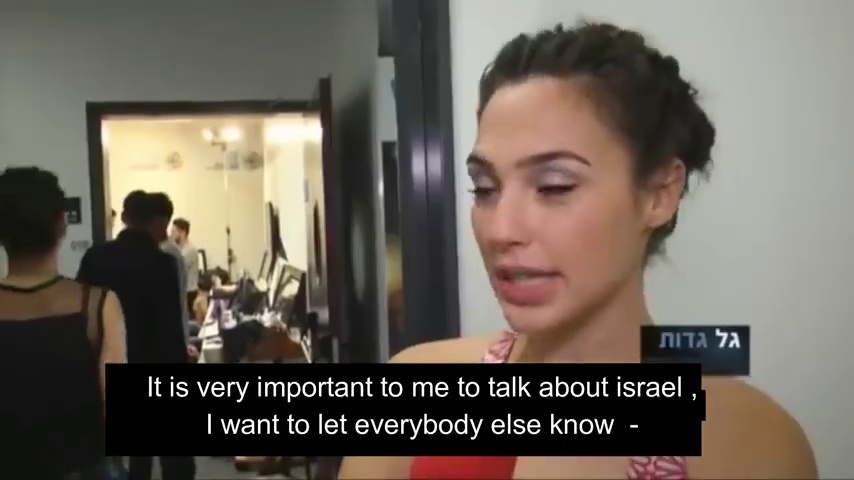 גל גדות
It is very important to me to talk about israel ,
I want to let everybody else know -